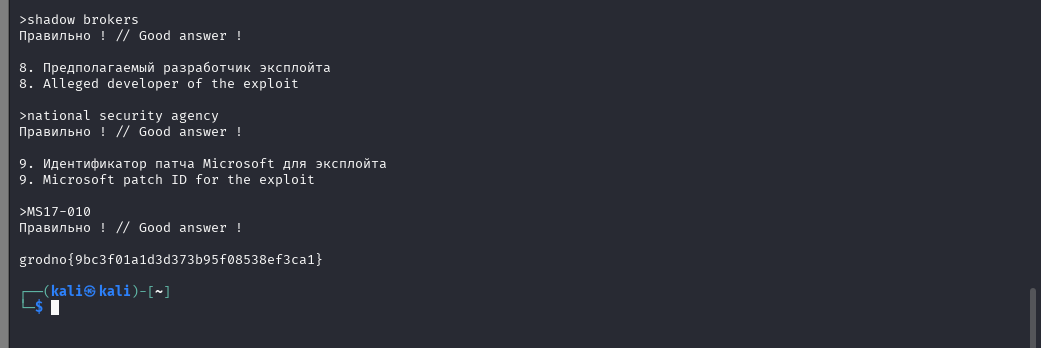 >shadow brokers
Правильно ! // Good answer !
8. Предполагаемый разработчик эксплойта
8. Alleged developer of the exploit
>national security agency
Правильно ! // Good answer !
9. Идентификатор патча Microsoft для эксплойта
9. Microsoft patch ID for the exploit
>MS17-010
Правильно ! // Good answer !
grodno{9bc3f01a1d3d373b95f08538ef3ca1}
┌──(kali㉿kali)-[~]
└─$